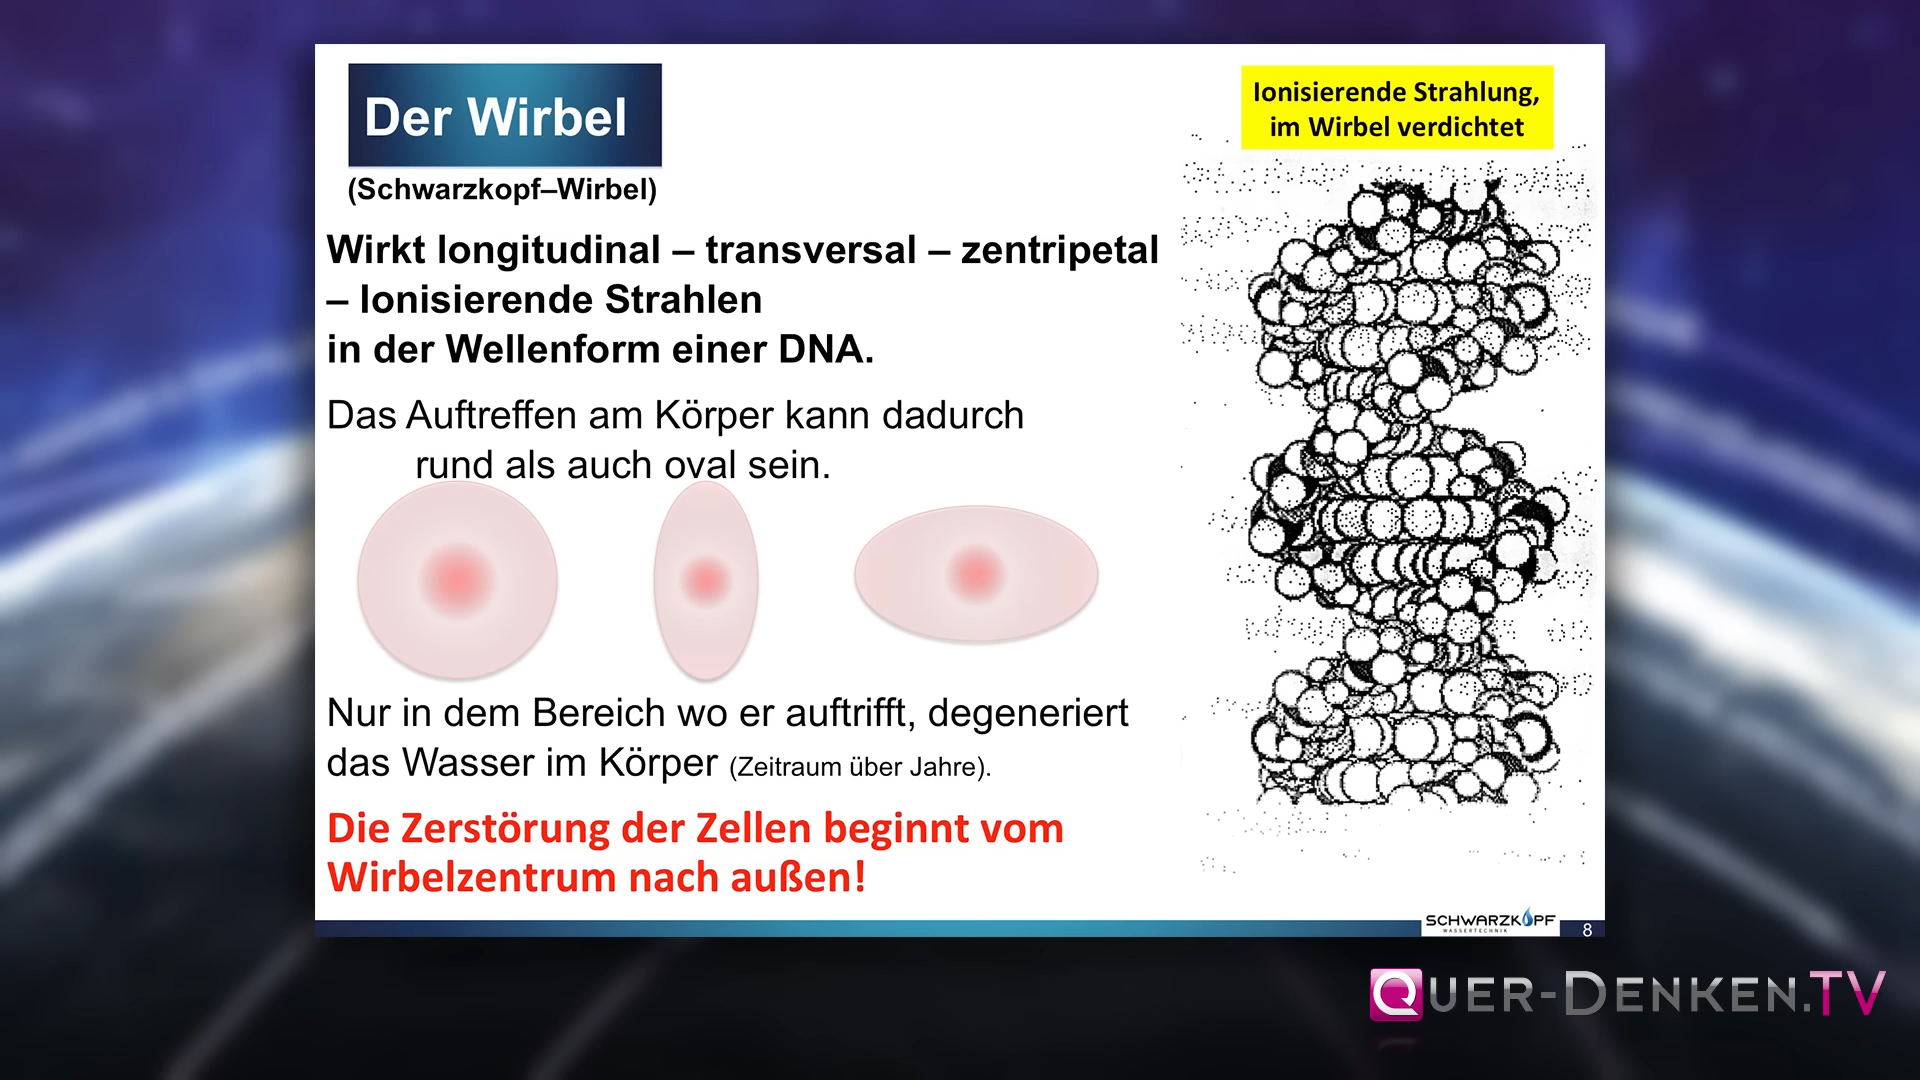 Der Wirbel
(Schwarzkopf–Wirbel)
Ionisierende Strahlung,
im Wirbel verdichtet
Wirkt longitudinal – transversal – zentripetal
– Ionisierende Strahlen
in der Wellenform einer DNA.
Das Auftreffen am Körper kann dadurch
rund als auch oval sein.
Nur in dem Bereich wo er auftrifft, degeneriert
das Wasser im Körper (Zeitraum über Jahre).
Die Zerstörung der Zellen beginnt vom
Wirbelzentrum nach außen!
SCHWARZKOPF
WASSERTECHNIK
8
QUER-DENKEN.TV